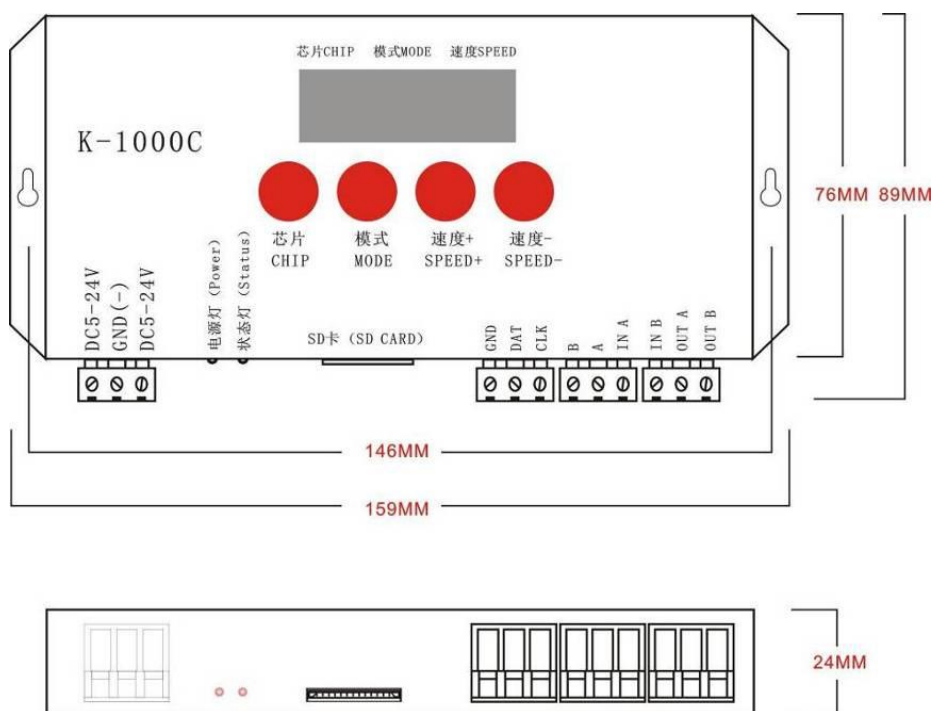 芯片CHIP 模式MODE 速度SPEED
K-1000C
芯片 模式 速度+ 速度-
CHIP MODE SPEED+ SPEED-
76MM 89MM
DC5-24V
GND(-)
DC5-24V
电源灯(Power)
状态灯(Status)
SD卡(SD CARD)
GND
DAT
CLK
B
A
IN A
IN B
OUT A
OUT B
146MM
159MM
24MM